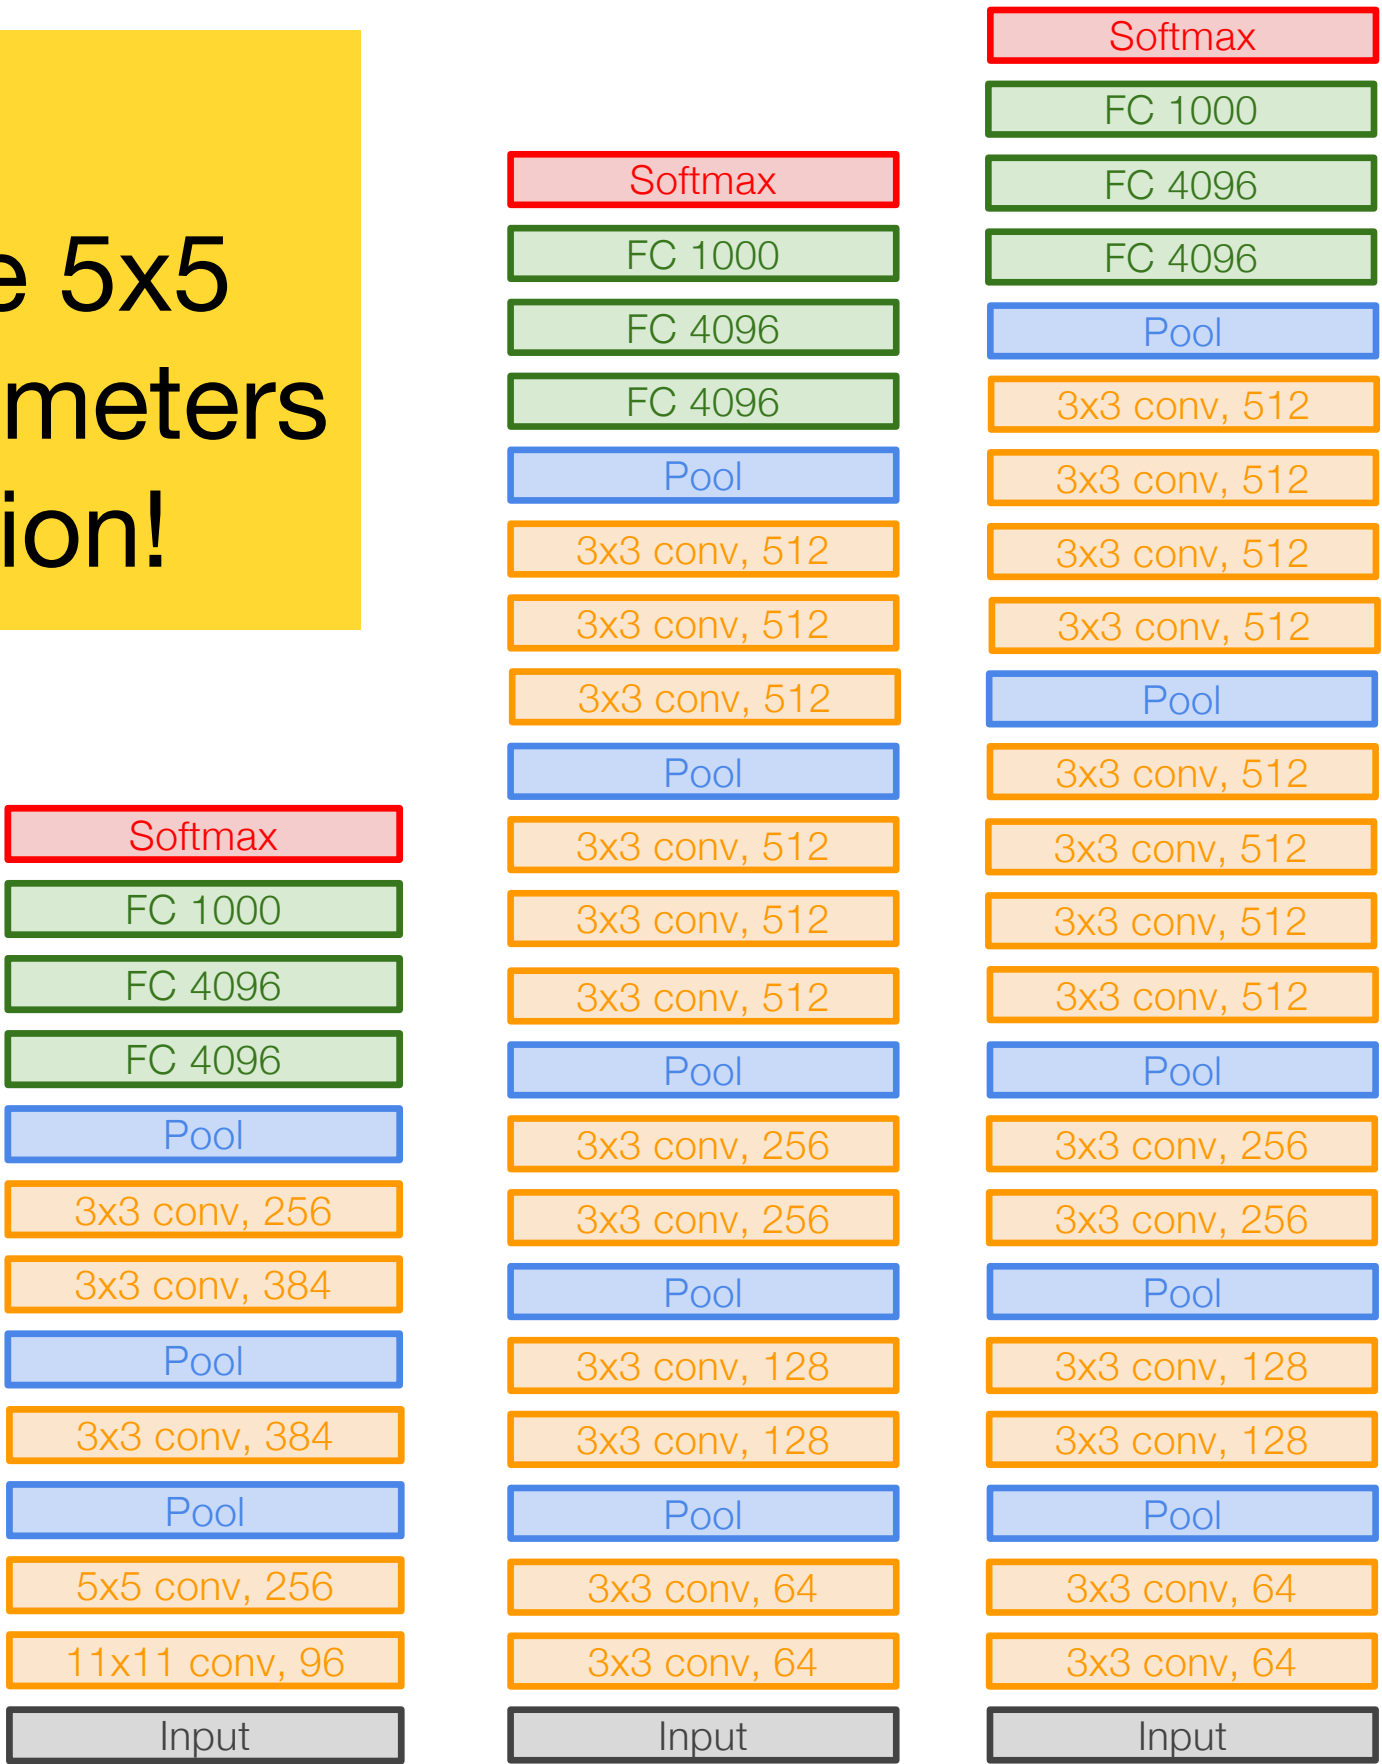 e 5x5
meters
ion!
Softmax
FC 1000
FC 4096
FC 4096
Pool
3x3 conv, 256
3x3 conv, 384
Pool
3x3 conv, 384
Pool
5x5 conv, 256
11x11 conv, 96
Input
Softmax
FC 1000
FC 4096
FC 4096
Pool
3x3 conv, 512
3x3 conv, 512
3x3 conv, 512
Pool
3x3 conv, 512
3x3 conv, 512
3x3 conv, 512
Pool
3x3 conv, 256
3x3 conv, 256
Pool
3x3 conv, 128
3x3 conv, 128
Pool
3x3 conv, 64
3x3 conv, 64
Input
Softmax
FC 1000
FC 4096
FC 4096
Pool
3x3 conv, 512
3x3 conv, 512
3x3 conv, 512
3x3 conv, 512
Pool
3x3 conv, 512
3x3 conv, 512
3x3 conv, 512
3x3 conv, 512
Pool
3x3 conv, 256
3x3 conv, 256
Pool
3x3 conv, 128
3x3 conv, 128
Pool
3x3 conv, 64
3x3 conv, 64
Input